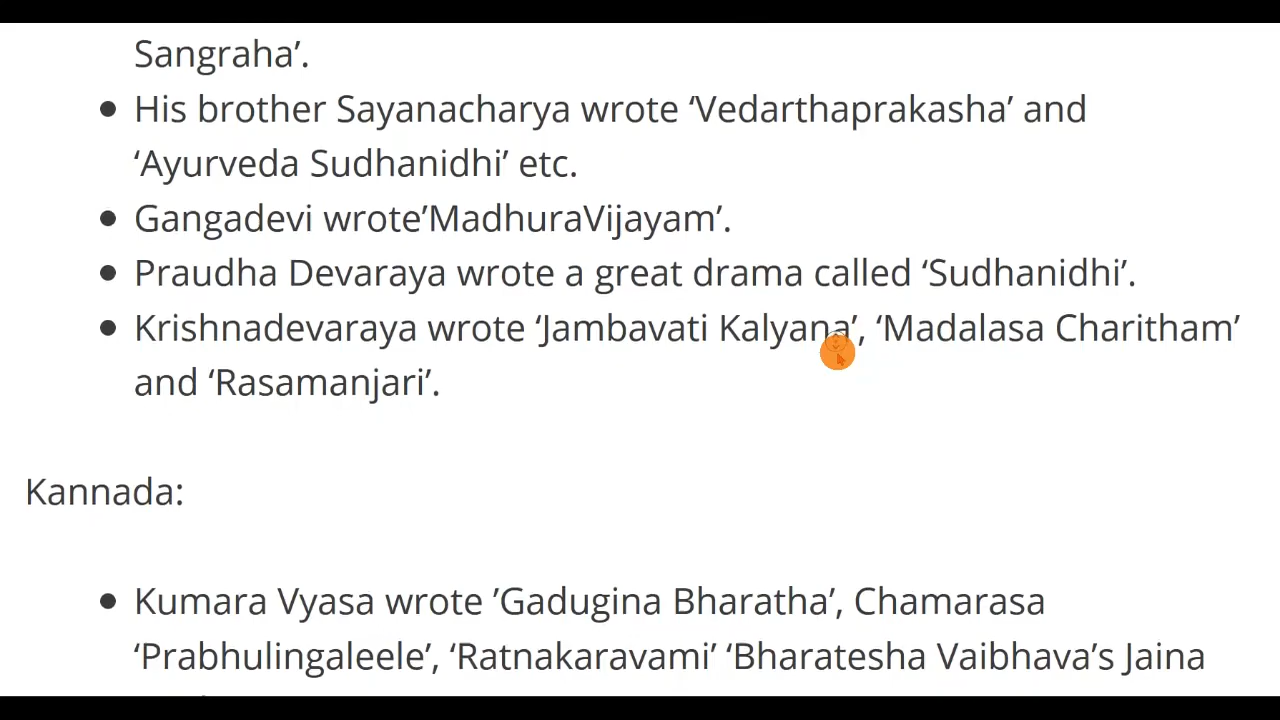 Sangraha’.
• His brother Sayanacharya wrote ‘Vedarthaprakasha’ and
‘Ayurveda Sudhanidhi’ etc.
• Gangadevi wrote’MadhuraVijayam’.
• Praudha Devaraya wrote a great drama called ‘Sudhanidhi’.
• Krishnadevaraya wrote ‘Jambavati Kalyana’, ‘Madalasa Charitham’
and ‘Rasamanjari’.
Kannada:
• Kumara Vyasa wrote ’Gadugina Bharatha’, Chamarasa
‘Prabhulingaleele’, ‘Ratnakaravami’ ‘Bharatesha Vaibhava’s Jaina